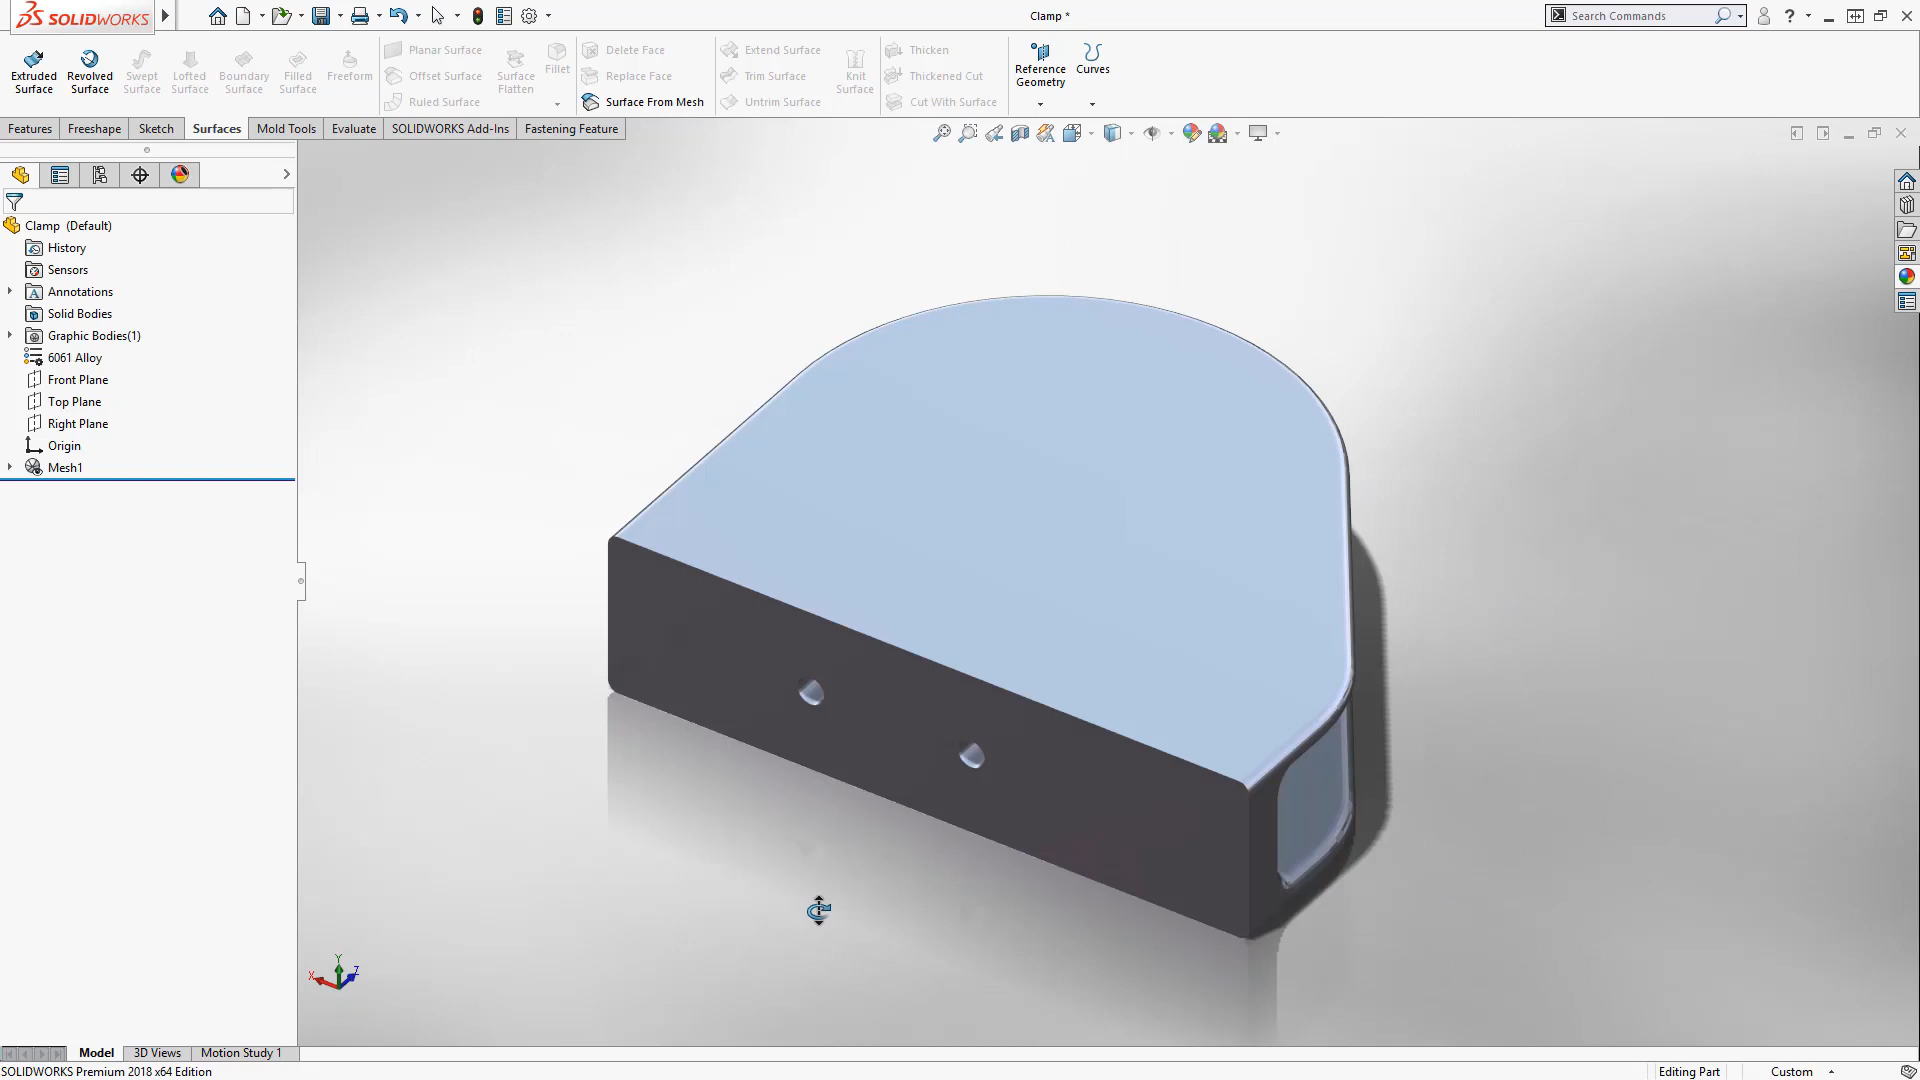 SOLIDWORKS
Clamp *
Search Commands
Extruded Surface
Revolved Surface
Swept Surface
Lofted Surface
Boundary Surface
Filled Surface
Freeform
Planar Surface
Offset Surface
Ruled Surface
Surface Flatten
Fillet
Delete Face
Replace Face
Surface From Mesh
Extend Surface
Trim Surface
Untrim Surface
Knit Surface
Thicken
Thickened Cut
Cut With Surface
Reference Geometry
Curves
Features
Freeshape
Sketch
Surfaces
Mold Tools
Evaluate
SOLIDWORKS Add-Ins
Fastening Feature
Clamp (Default)
History
Sensors
Annotations
Solid Bodies
Graphic Bodies(1)
6061 Alloy
Front Plane
Top Plane
Right Plane
Origin
Mesh1
Y
X
Z
Model
3D Views
Motion Study 1
SOLIDWORKS Premium 2018 x64 Edition
Editing Part
Custom